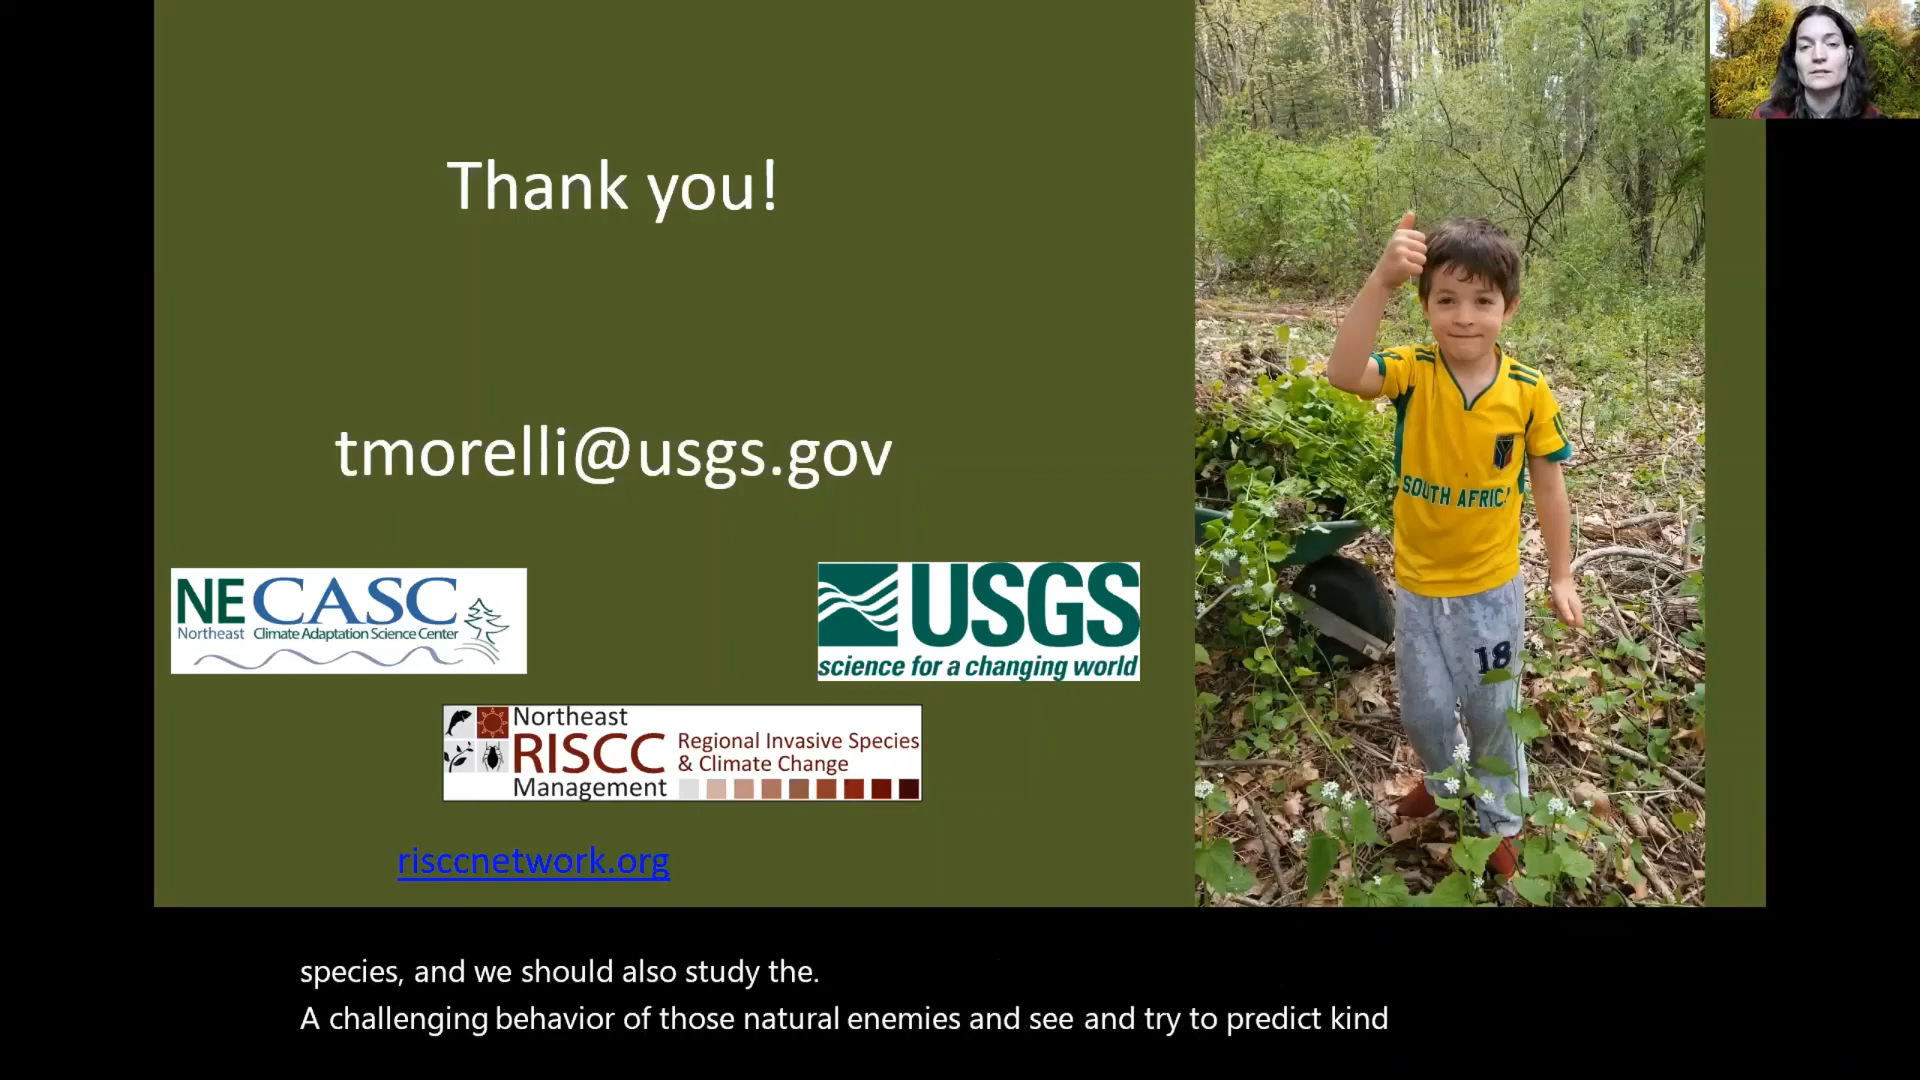 Thank you!
tmorelli@usgs.gov
NECASC
Northeast Climate Adaptation Science Center
USGS
science for a changing world
Northeast
RISCC
Management
Regional Invasive Species
& Climate Change
risccnetwork.org
SOUTH AFRIC
18
species, and we should also study the.
A challenging behavior of those natural enemies and see and try to predict kind